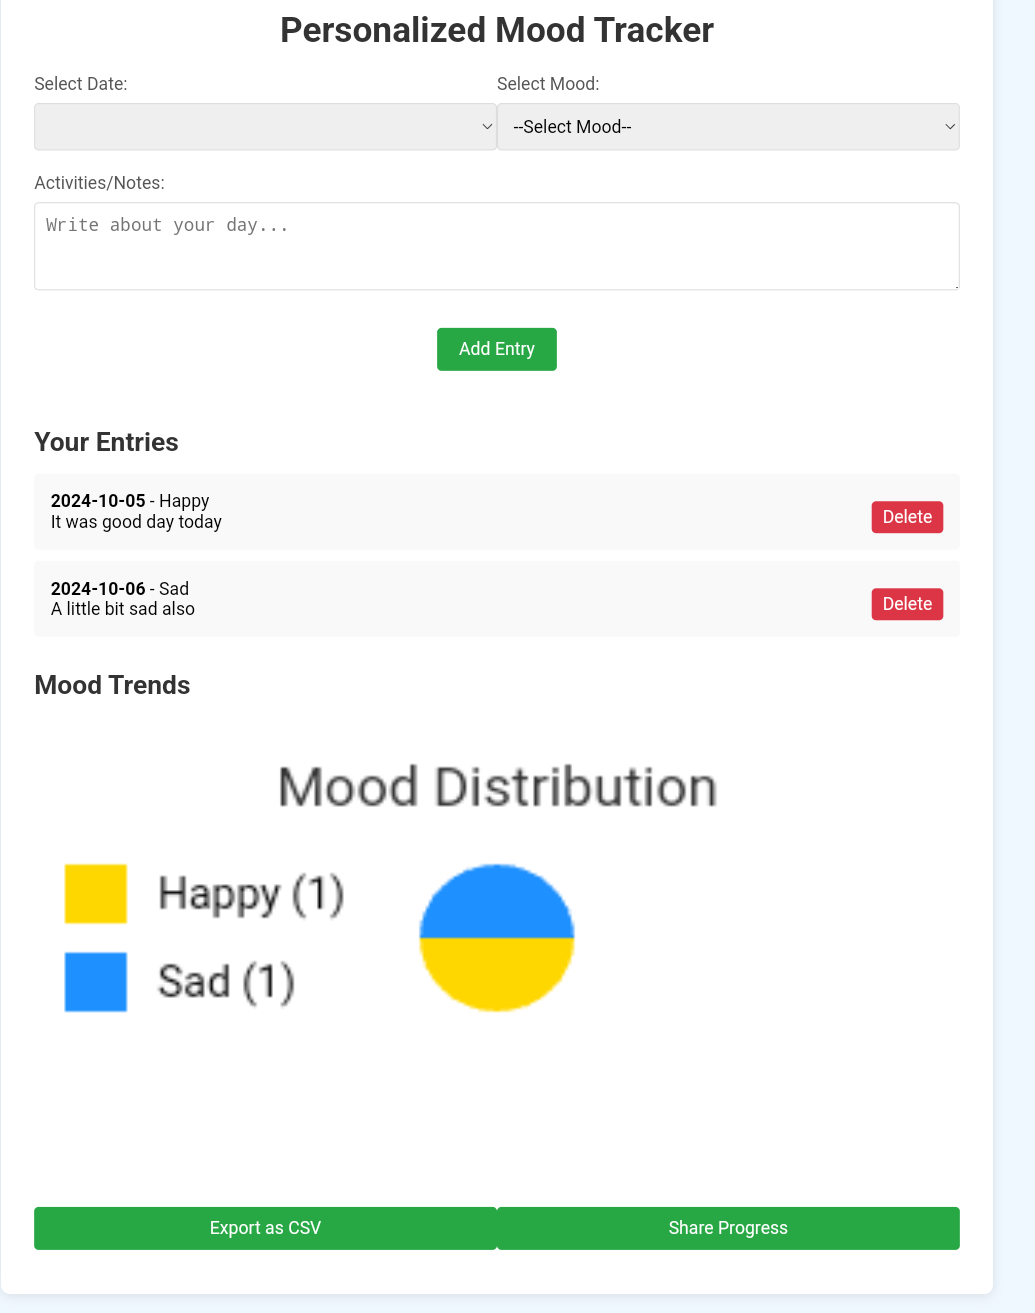 Personalized Mood Tracker
Select Date:
Select Mood:
--Select Mood--
Activities/Notes:
Write about your day...
Add Entry
Your Entries
2024-10-05 - Happy
It was good day today
Delete
2024-10-06 - Sad
A little bit sad also
Delete
Mood Trends
Mood Distribution
Happy (1)
Sad (1)
Export as CSV
Share Progress